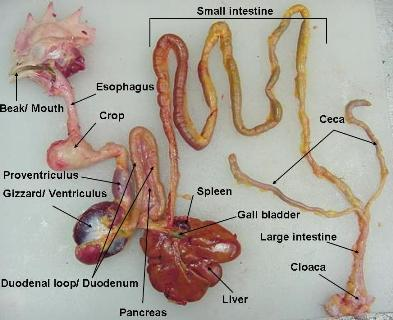 Small intestine
Esophagus
Beak/ Mouth
Crop
Ceca
Proventriculus
Gizzard/ Ventriculus
Spleen
Gall bladder
Large intestine
Cloaca
Duodenal loop/ Duodenum
Liver
Pancreas